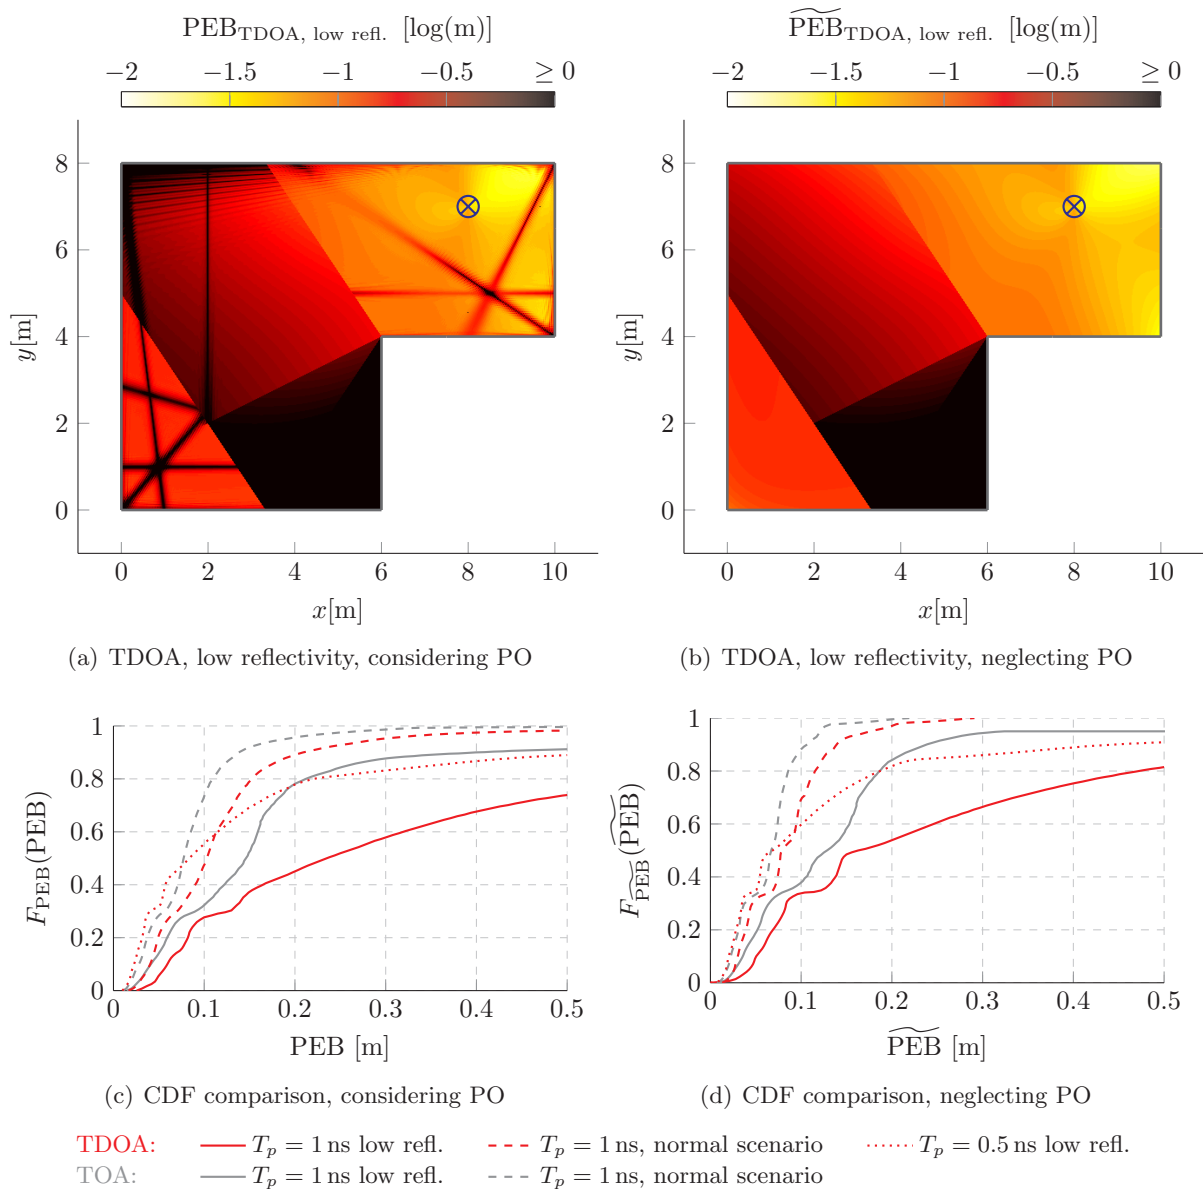 PEB_TDOA, low refl. [log(m)]
−2 −1.5 −1 −0.5 ≥ 0
8
6
4
2
0
y[m]
0 2 4 6 8 10
x[m]
(a) TDOA, low reflectivity, considering PO
P͠EB_TDOA, low refl. [log(m)]
−2 −1.5 −1 −0.5 ≥ 0
8
6
4
2
0
y[m]
0 2 4 6 8 10
x[m]
(b) TDOA, low reflectivity, neglecting PO
1
0.8
0.6
0.4
0.2
0
F_PEB(PEB)
0 0.1 0.2 0.3 0.4 0.5
PEB [m]
(c) CDF comparison, considering PO
1
0.8
0.6
0.4
0.2
0
F_P͠EB(P͠EB)
0 0.1 0.2 0.3 0.4 0.5
P͠EB [m]
(d) CDF comparison, neglecting PO
TDOA: T_p = 1 ns low refl. T_p = 1 ns, normal scenario T_p = 0.5 ns low refl.
TOA: T_p = 1 ns low refl. T_p = 1 ns, normal scenario